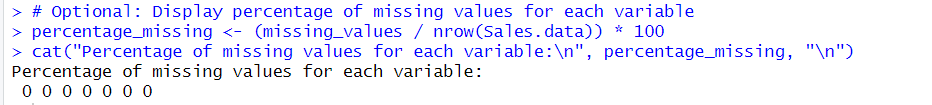 > # Optional: Display percentage of missing values for each variable
> percentage_missing <- (missing_values / nrow(Sales.data)) * 100
> cat("Percentage of missing values for each variable:\n", percentage_missing, "\n")
Percentage of missing values for each variable:
 0 0 0 0 0 0 0